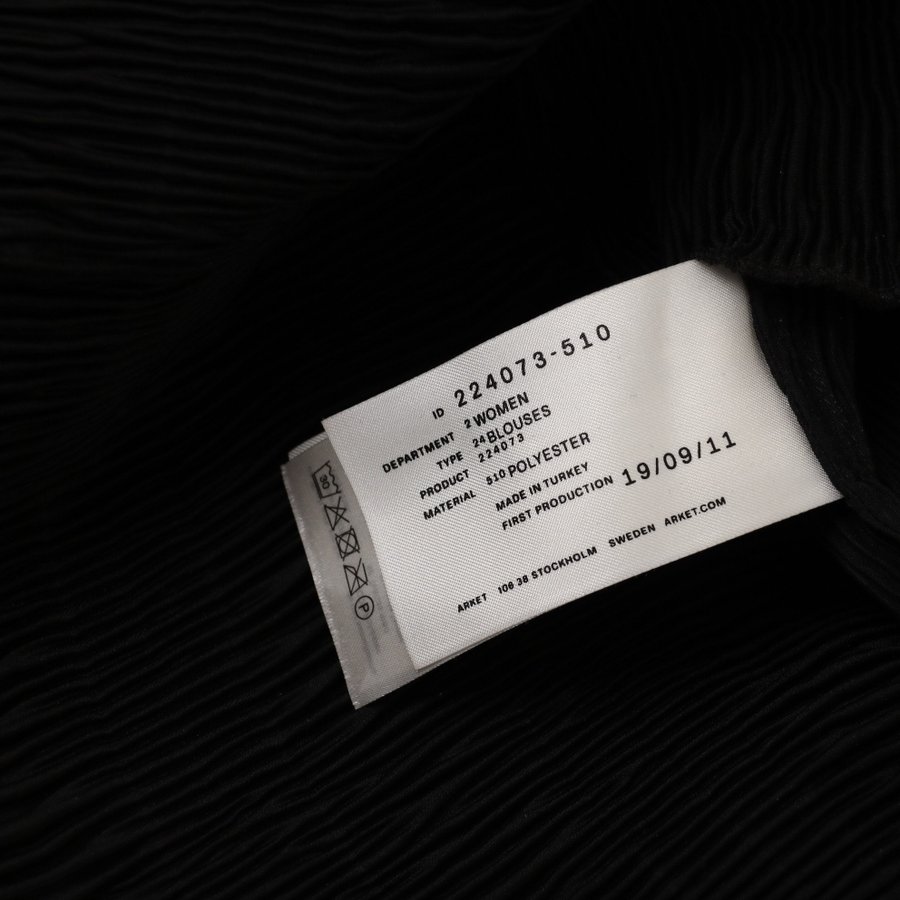 ID 224073-510
DEPARTMENT 2 WOMEN
TYPE 24 BLOUSES
PRODUCT 224073
MATERIAL 510 POLYESTER
MADE IN TURKEY
FIRST PRODUCTION 19/09/11
ARKET 106 38 STOCKHOLM SWEDEN ARKET.COM
30
P